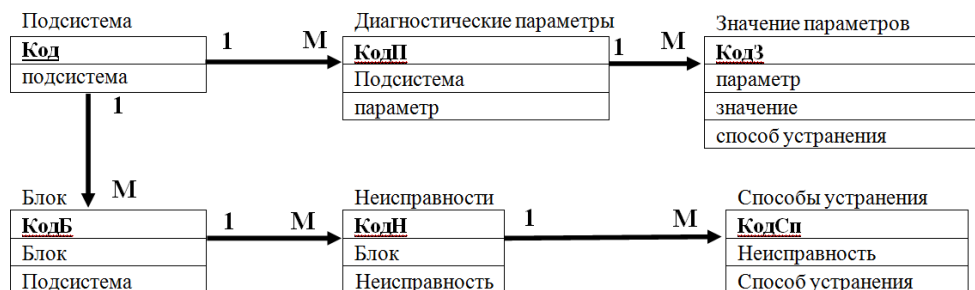 Подсистема
Код
подсистема
1 М
Диагностические параметры
КодП
Подсистема
параметр
1 М
Значение параметров
КодЗ
параметр
значение
способ устранения
1
М
Блок
КодБ
Блок
Подсистема
1 М
Неисправности
КодН
Блок
Неисправность
1 М
Способы устранения
КодСп
Неисправность
Способ устранения